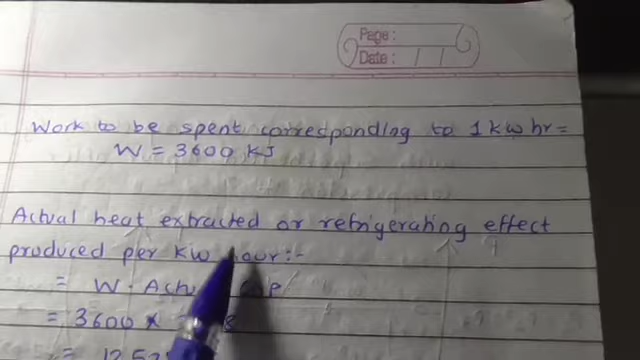 Page :
Date : / /
Work to be spent corresponding to 1 kw hr =
W = 3600 KJ
Actual heat extracted or refrigerating effect
produced per kw hour :-
= W .
= 3600 ×
=